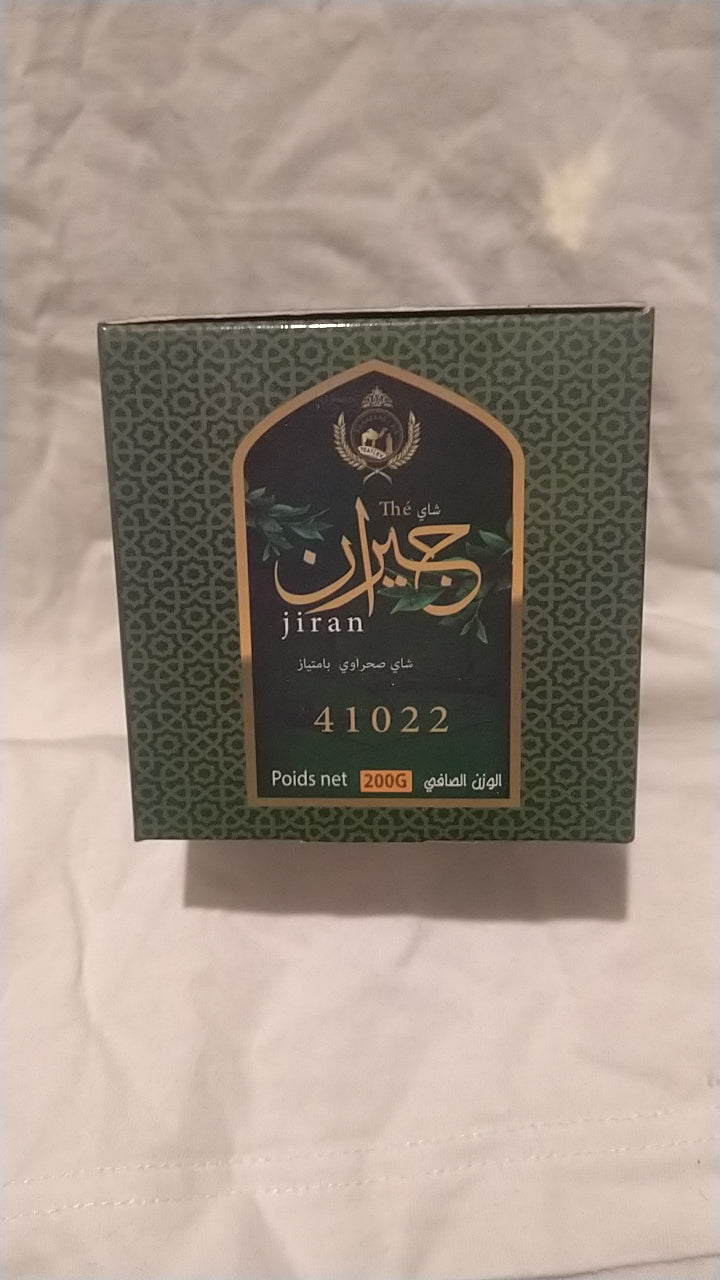 Thé شاي
جيران
jiran
شاي صحراوي بامتياز
41022
Poids net 200G الوزن الصافي